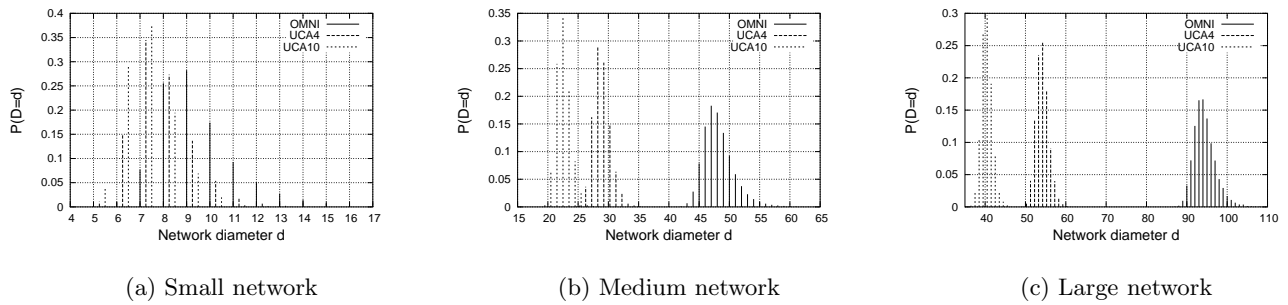 0.4
0.35
0.3
0.25
0.2
0.15
0.1
0.05
0
P(D=d)
OMNI
UCA4
UCA10
4 5 6 7 8 9 10 11 12 13 14 15 16 17
Network diameter d
(a) Small network
0.35
0.3
0.25
0.2
0.15
0.1
0.05
0
P(D=d)
OMNI
UCA4
UCA10
15 20 25 30 35 40 45 50 55 60 65
Network diameter d
(b) Medium network
0.3
0.25
0.2
0.15
0.1
0.05
0
P(D=d)
OMNI
UCA4
UCA10
40 50 60 70 80 90 100 110
Network diameter d
(c) Large network